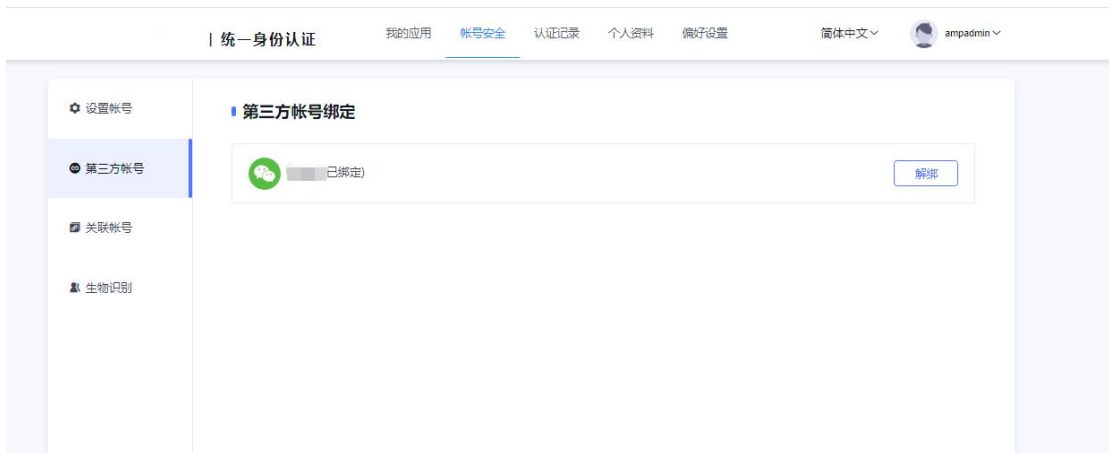 | 统一身份认证
我的应用 帐号安全 认证记录 个人资料 偏好设置 简体中文 ampadmin
设置帐号
第三方帐号
关联帐号
生物识别
第三方帐号绑定
已绑定)
解绑